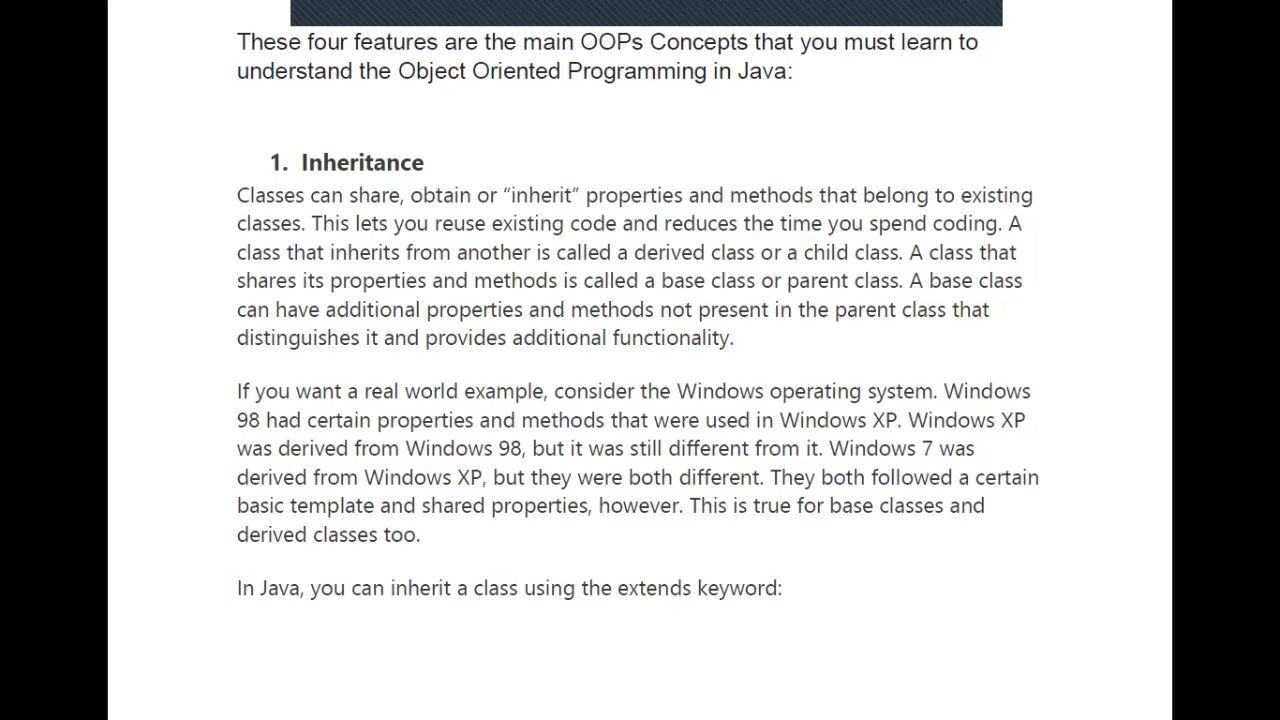 These four features are the main OOPs Concepts that you must learn to
understand the Object Oriented Programming in Java:
1. Inheritance
Classes can share, obtain or “inherit” properties and methods that belong to existing
classes. This lets you reuse existing code and reduces the time you spend coding. A
class that inherits from another is called a derived class or a child class. A class that
shares its properties and methods is called a base class or parent class. A base class
can have additional properties and methods not present in the parent class that
distinguishes it and provides additional functionality.
If you want a real world example, consider the Windows operating system. Windows
98 had certain properties and methods that were used in Windows XP. Windows XP
was derived from Windows 98, but it was still different from it. Windows 7 was
derived from Windows XP, but they were both different. They both followed a certain
basic template and shared properties, however. This is true for base classes and
derived classes too.
In Java, you can inherit a class using the extends keyword: